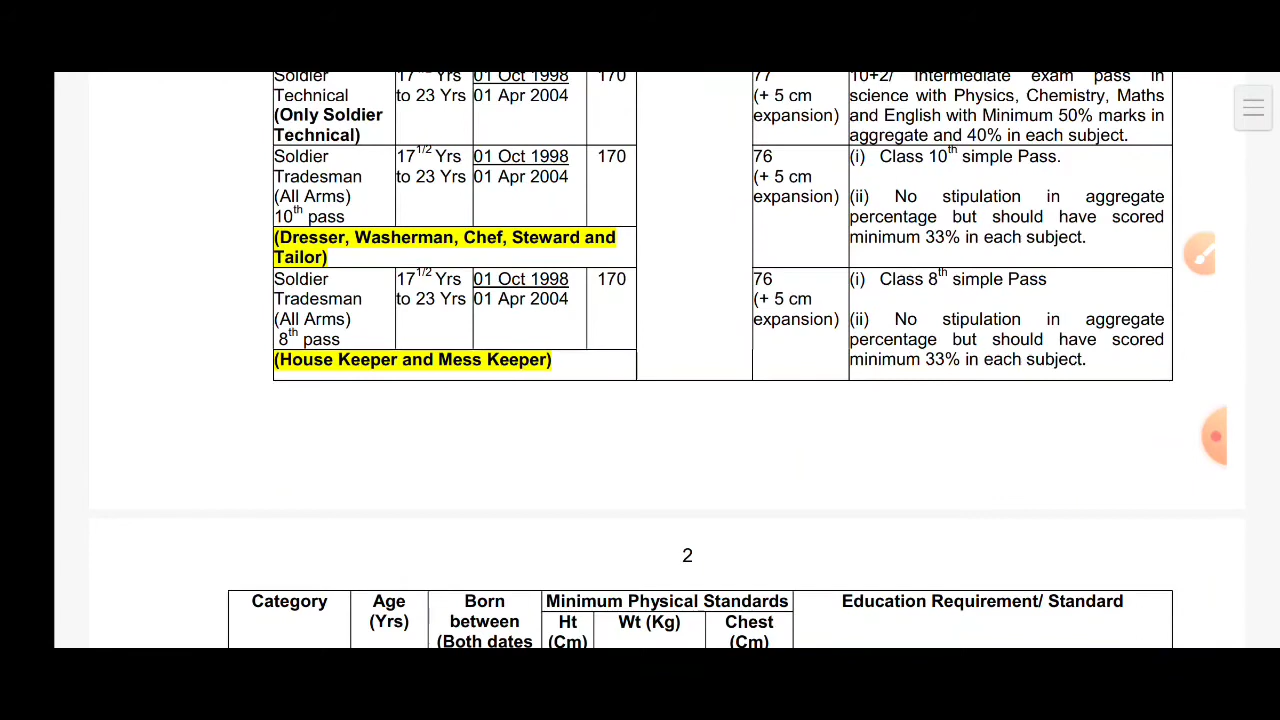 Soldier 17 1/2 Yrs 01 Oct 1998 170 77 10+2/ Intermediate exam pass in
Technical to 23 Yrs 01 Apr 2004 (+ 5 cm science with Physics, Chemistry, Maths
(Only Soldier expansion) and English with Minimum 50% marks in
Technical) aggregate and 40% in each subject.
Soldier 17 1/2 Yrs 01 Oct 1998 170 76 (i) Class 10th simple Pass.
Tradesman to 23 Yrs 01 Apr 2004 (+ 5 cm
(All Arms) expansion) (ii) No stipulation in aggregate
10th pass percentage but should have scored
(Dresser, Washerman, Chef, Steward and minimum 33% in each subject.
Tailor)
Soldier 17 1/2 Yrs 01 Oct 1998 170 76 (i) Class 8th simple Pass
Tradesman to 23 Yrs 01 Apr 2004 (+ 5 cm
(All Arms) expansion) (ii) No stipulation in aggregate
8th pass percentage but should have scored
(House Keeper and Mess Keeper) minimum 33% in each subject.
2
Category Age Born Minimum Physical Standards Education Requirement/ Standard
(Yrs) between Ht Wt (Kg) Chest
(Both dates (Cm) (Cm)